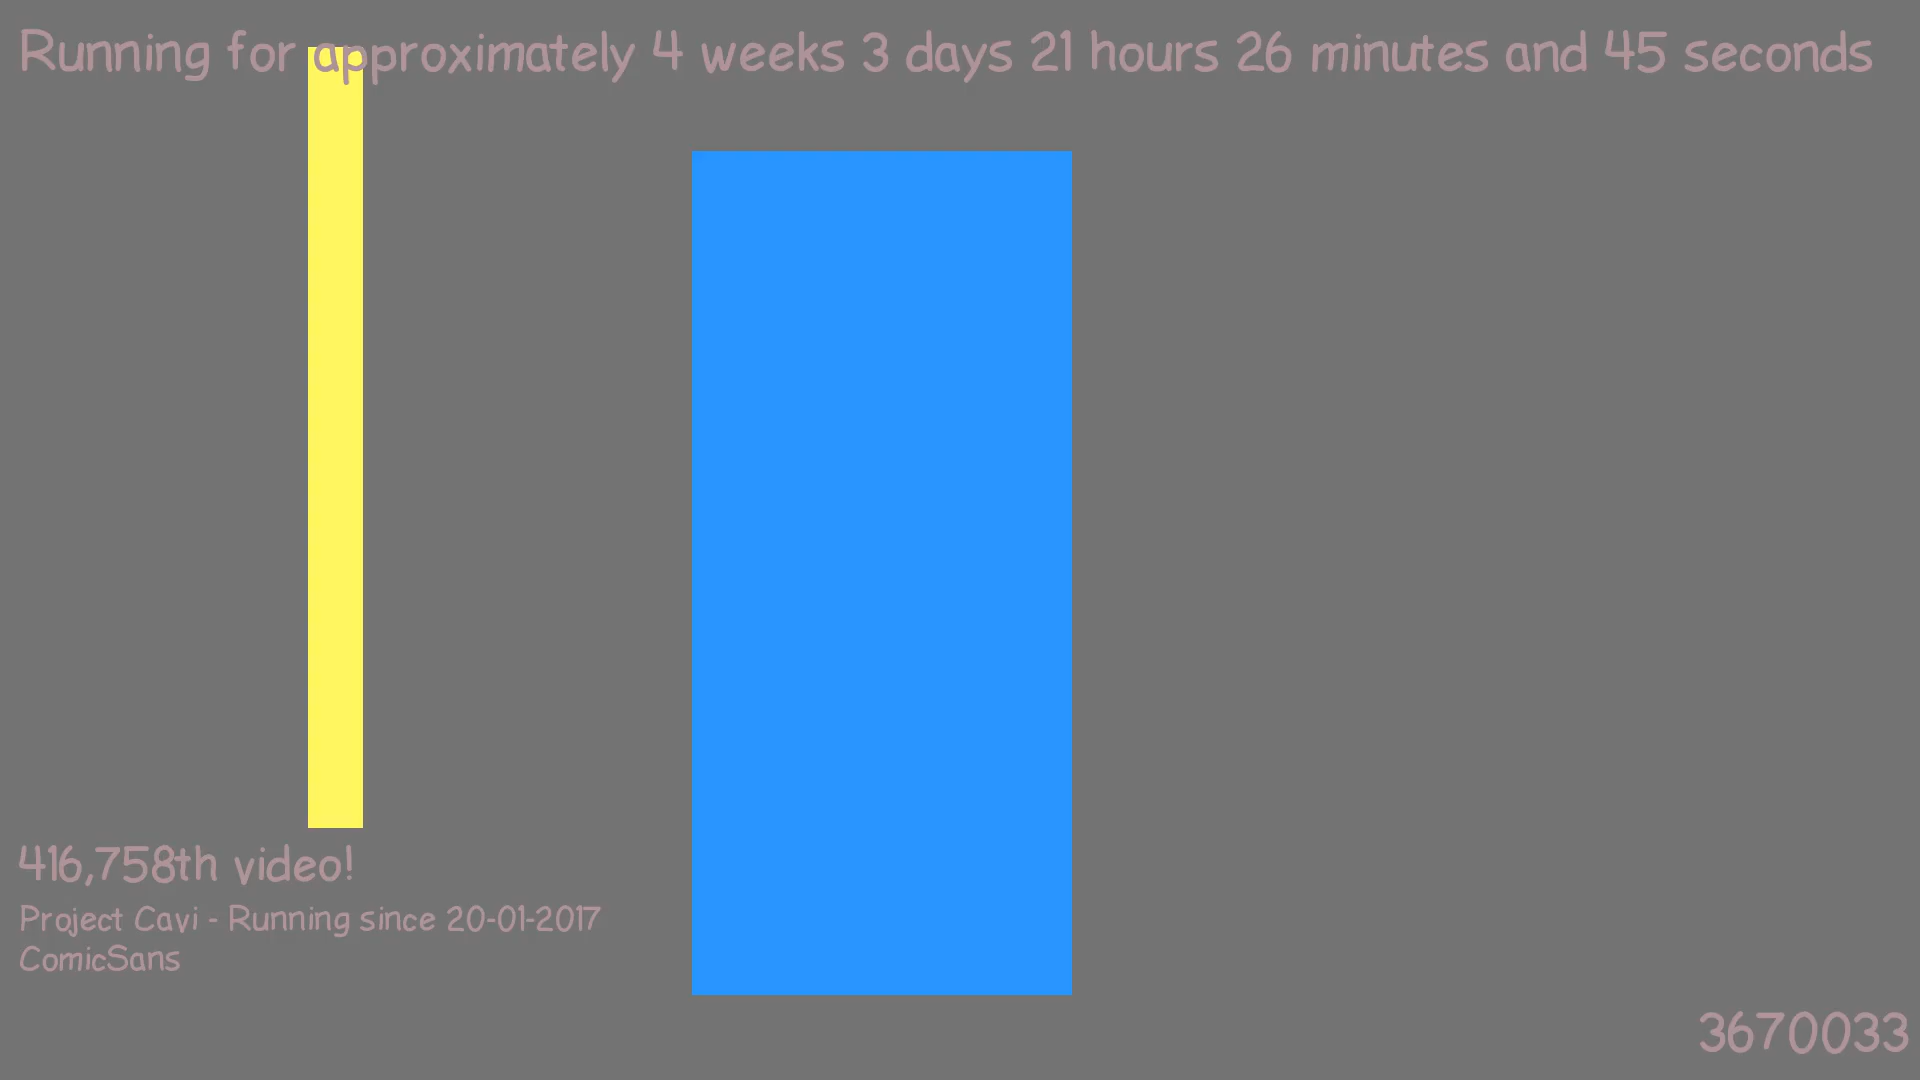 Running for approximately 4 weeks 3 days 21 hours 26 minutes and 45 seconds
416,758th video!
Project Cavi - Running since 20-01-2017
ComicSans
3670033